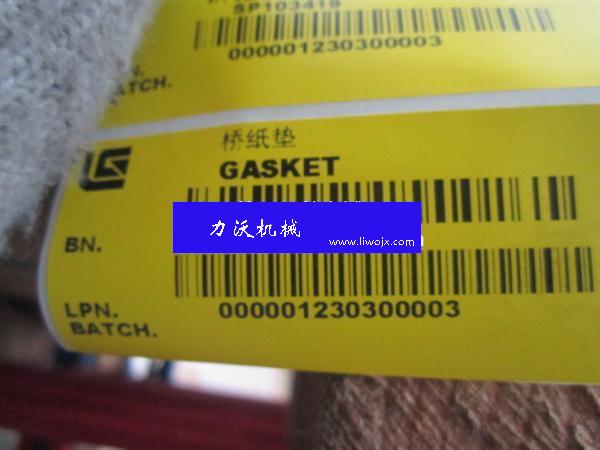 SP103419
000001230300003
BATCH.
桥纸垫
GASKET
力沃机械
www.liwojx.com
BN.
LPN.
000001230300003
BATCH.